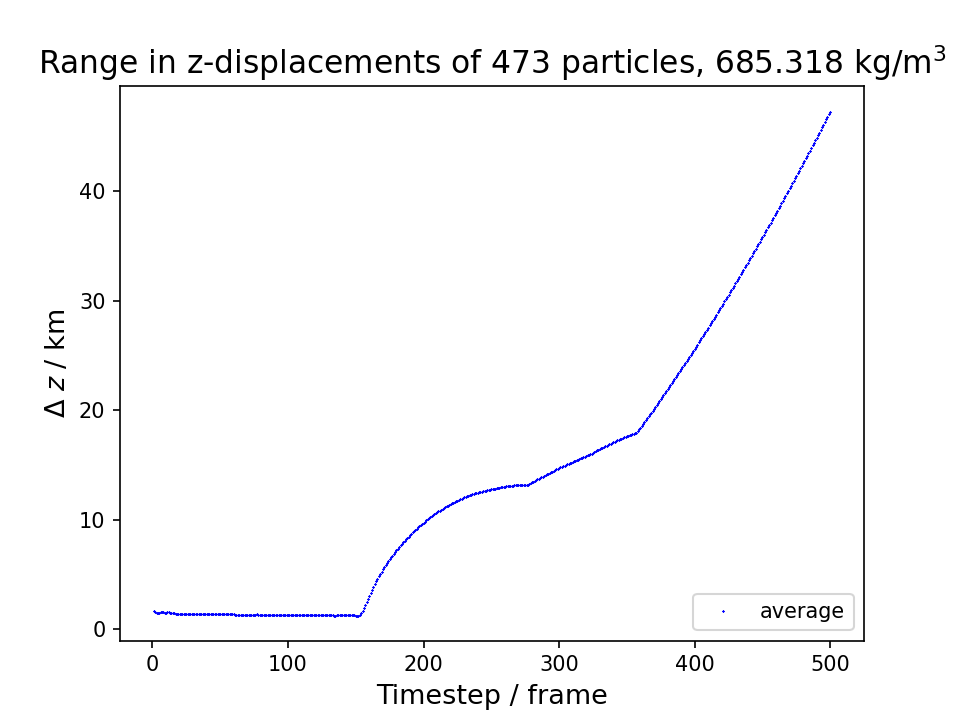 Range in z-displacements of 473 particles, 685.318 kg/m³
Δ z / km
40
30
20
10
0
average
0 100 200 300 400 500
Timestep / frame